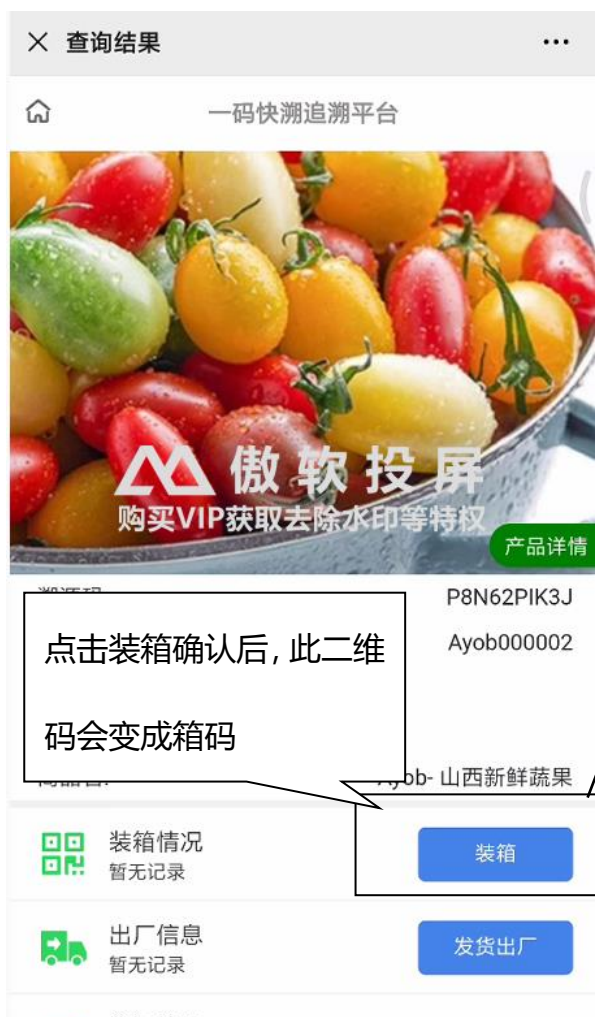 查询结果
一码快溯追溯平台
傲软投屏
购买VIP获取去除水印等特权
产品详情
P8N62PIK3J
点击装箱确认后，此二维
Ayob000002
码会变成箱码
Ayob- 山西新鲜蔬果
装箱情况
装箱
暂无记录
出厂信息
发货出厂
暂无记录